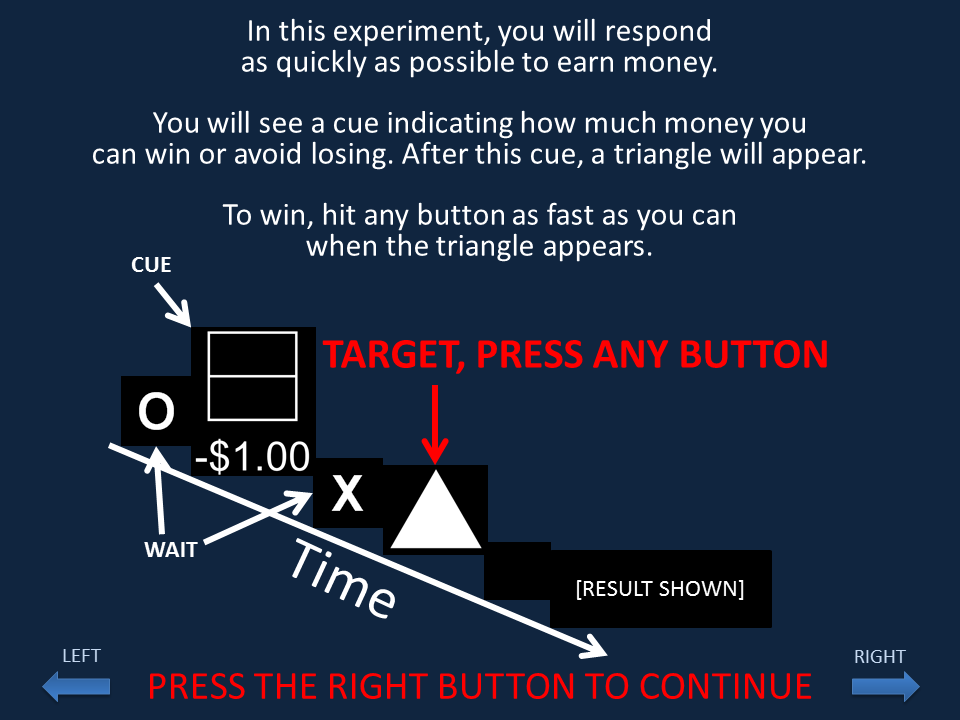 In this experiment, you will respond
as quickly as possible to earn money.
You will see a cue indicating how much money you
can win or avoid losing. After this cue, a triangle will appear.
To win, hit any button as fast as you can
when the triangle appears.
CUE
TARGET, PRESS ANY BUTTON
O
-$1.00
X
WAIT
Time
[RESULT SHOWN]
LEFT
RIGHT
PRESS THE RIGHT BUTTON TO CONTINUE